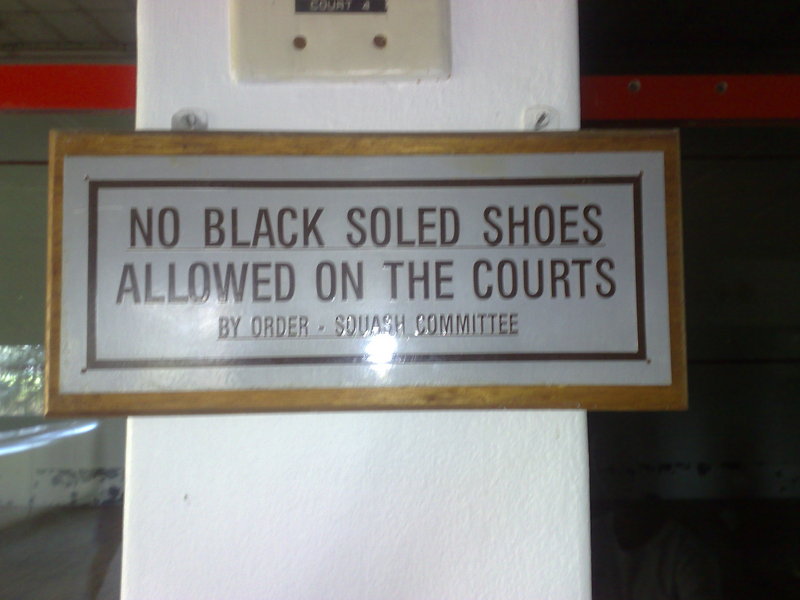 COURT 4
NO BLACK SOLED SHOES
ALLOWED ON THE COURTS
BY ORDER - SQUASH COMMITTEE